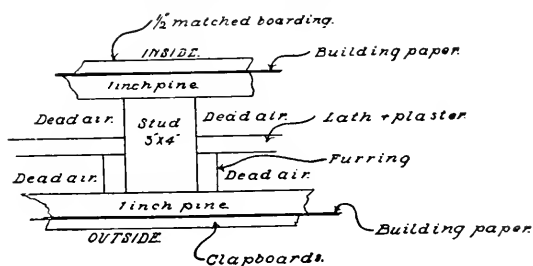 ½" matched boarding.
INSIDE.
Building paper.
1 inch pine
Dead air.
Stud
3"x4"
Dead air.
Lath + plaster.
Dead air.
Furring
Dead air.
1 inch pine.
Building paper.
OUTSIDE.
Clapboards.